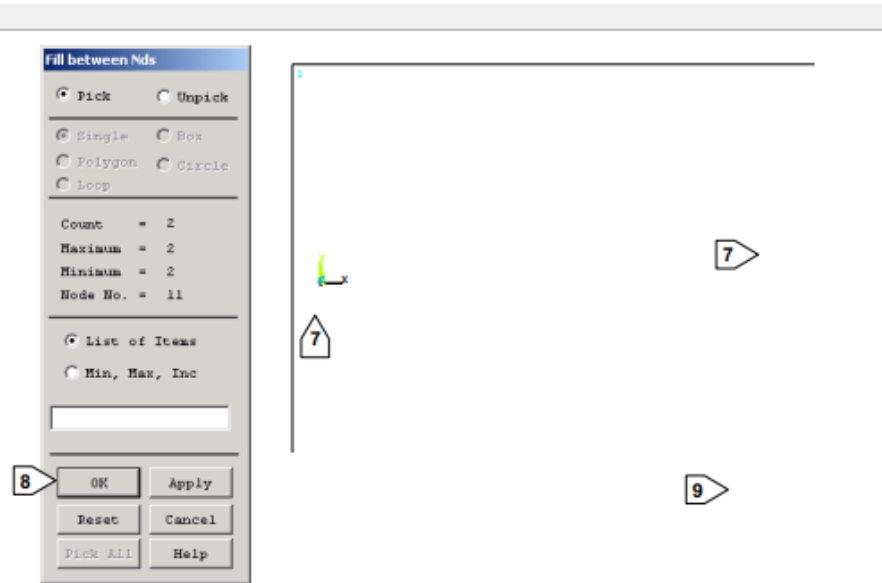 Fill between Nds
Pick Unpick
Single Box
Polygon Circle
Loop
Count = 2
Maximum = 2
Minimum = 2
Node No. = 11
List of Items
Min, Max, Inc
8 OK Apply
Reset Cancel
Pick All Help
1
Y
X
7
7
9